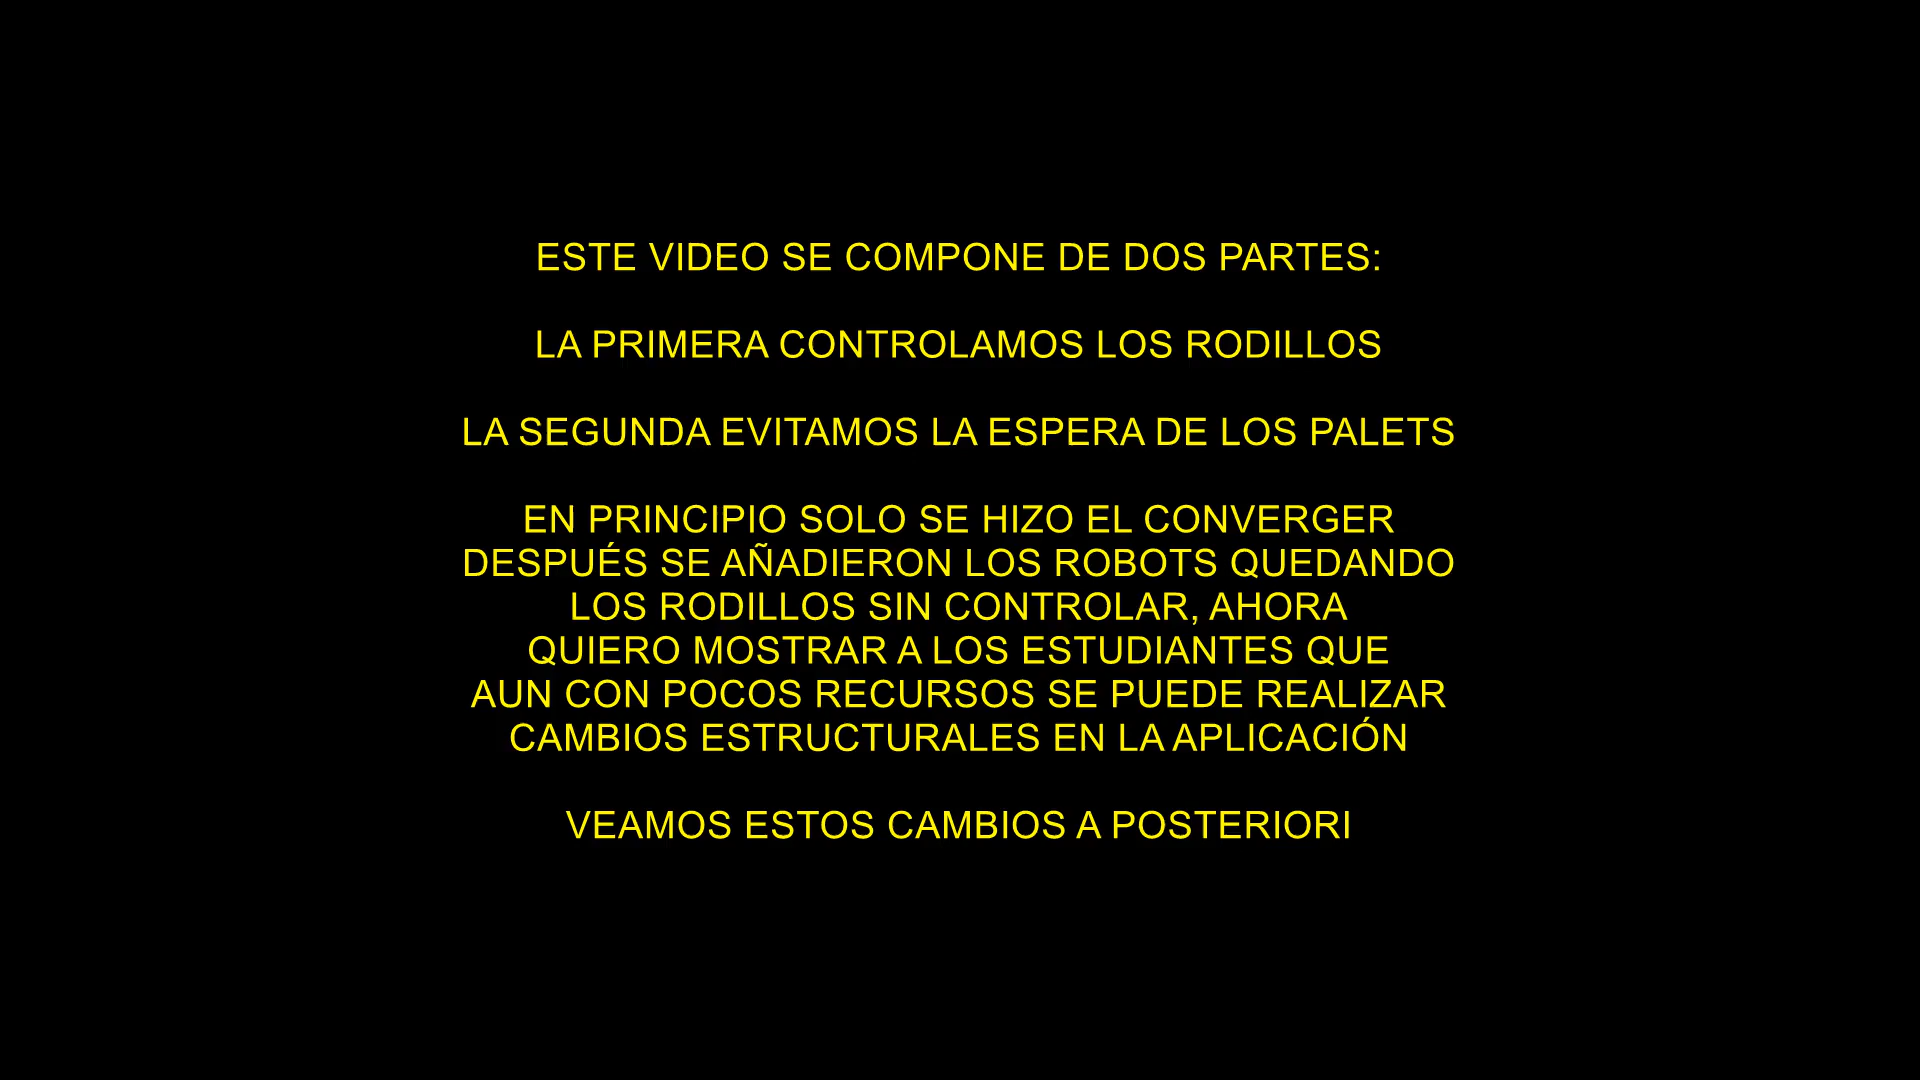 ESTE VIDEO SE COMPONE DE DOS PARTES:
LA PRIMERA CONTROLAMOS LOS RODILLOS
LA SEGUNDA EVITAMOS LA ESPERA DE LOS PALETS
EN PRINCIPIO SOLO SE HIZO EL CONVERGER
DESPUÉS SE AÑADIERON LOS ROBOTS QUEDANDO
LOS RODILLOS SIN CONTROLAR, AHORA
QUIERO MOSTRAR A LOS ESTUDIANTES QUE
AUN CON POCOS RECURSOS SE PUEDE REALIZAR
CAMBIOS ESTRUCTURALES EN LA APLICACIÓN
VEAMOS ESTOS CAMBIOS A POSTERIORI